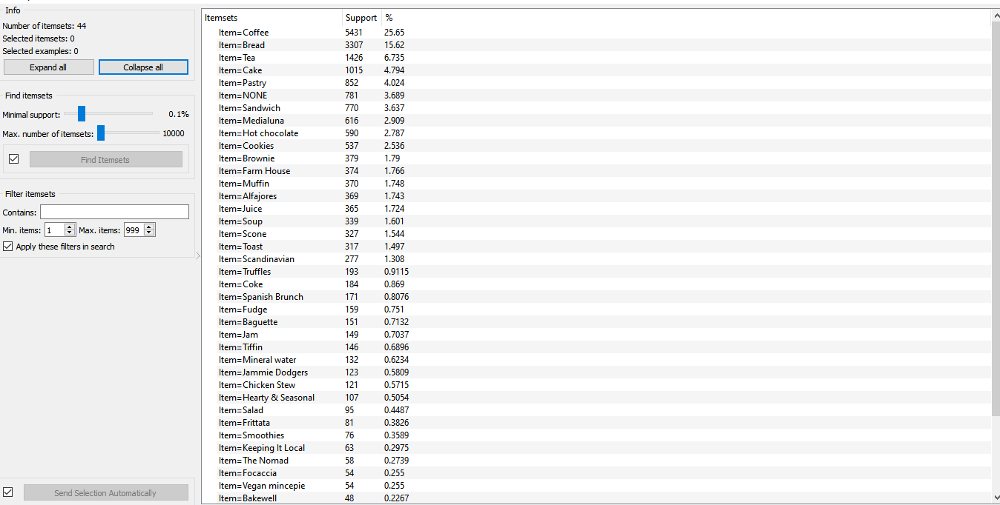 Info
Number of itemsets: 44
Selected itemsets: 0
Selected examples: 0
Expand all
Collapse all
Find itemsets
Minimal support: 0.1%
Max. number of itemsets: 10000
Find Itemsets
Filter itemsets
Contains:
Min. items: 1 Max. items: 999
Apply these filters in search
Send Selection Automatically
Itemsets Support %
Item=Coffee 5431 25.65
Item=Bread 3307 15.62
Item=Tea 1426 6.735
Item=Cake 1015 4.794
Item=Pastry 852 4.024
Item=NONE 781 3.689
Item=Sandwich 770 3.637
Item=Medialuna 616 2.909
Item=Hot chocolate 590 2.787
Item=Cookies 537 2.536
Item=Brownie 379 1.79
Item=Farm House 374 1.766
Item=Muffin 370 1.748
Item=Alfajores 369 1.743
Item=Juice 365 1.724
Item=Soup 339 1.601
Item=Scone 327 1.544
Item=Toast 317 1.497
Item=Scandinavian 277 1.308
Item=Truffles 193 0.9115
Item=Coke 184 0.869
Item=Spanish Brunch 171 0.8076
Item=Fudge 159 0.751
Item=Baguette 151 0.7132
Item=Jam 149 0.7037
Item=Tiffin 146 0.6896
Item=Mineral water 132 0.6234
Item=Jammie Dodgers 123 0.5809
Item=Chicken Stew 121 0.5715
Item=Hearty & Seasonal 107 0.5054
Item=Salad 95 0.4487
Item=Frittata 81 0.3826
Item=Smoothies 76 0.3589
Item=Keeping It Local 63 0.2975
Item=The Nomad 58 0.2739
Item=Focaccia 54 0.255
Item=Vegan mincepie 54 0.255
Item=Bakewell 48 0.2267